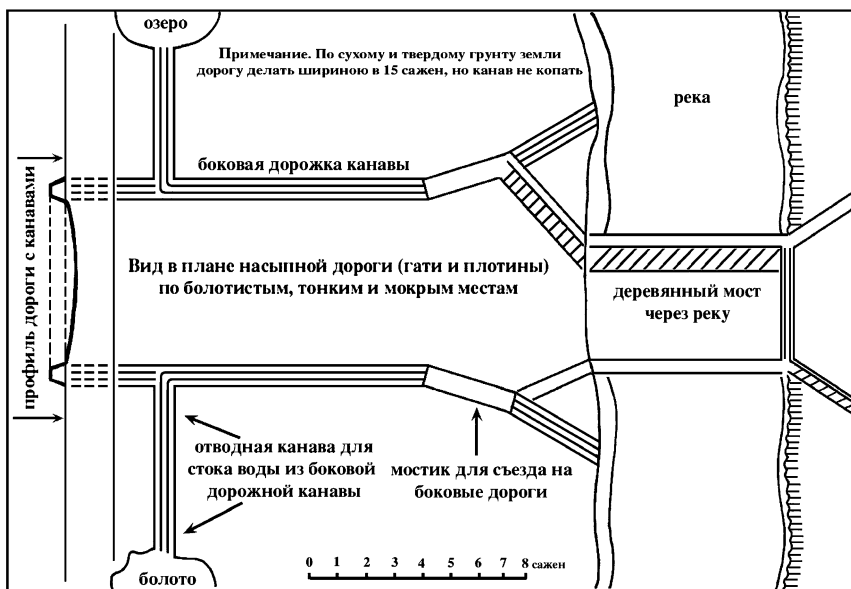 озеро
Примечание. По сухому и твердому грунту земли
дорогу делать шириною в 15 сажен, но канав не копать
река
боковая дорожка канавы
профиль дороги с канавами
Вид в плане насыпной дороги (гати и плотины)
по болотистым, тонким и мокрым местам
деревянный мост
через реку
отводная канава для
стока воды из боковой
дорожной канавы
мостик для съезда на
боковые дороги
0 1 2 3 4 5 6 7 8 сажен
болото